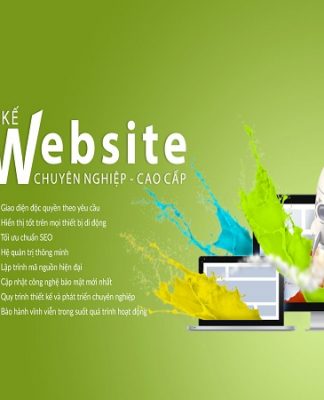 KẾ
Website
CHUYÊN NGHIỆP - CAO CẤP
Giao diện độc quyền theo yêu cầu
Hiển thị tốt trên mọi thiết bị di động
Tối ưu chuẩn SEO
Hệ quản trị thông minh
Lập trình mã nguồn hiện đại
Cập nhật công nghệ bảo mật mới nhất
Quy trình thiết kế và phát triển chuyên nghiệp
Bảo hành vĩnh viễn trong suốt quá trình hoạt động